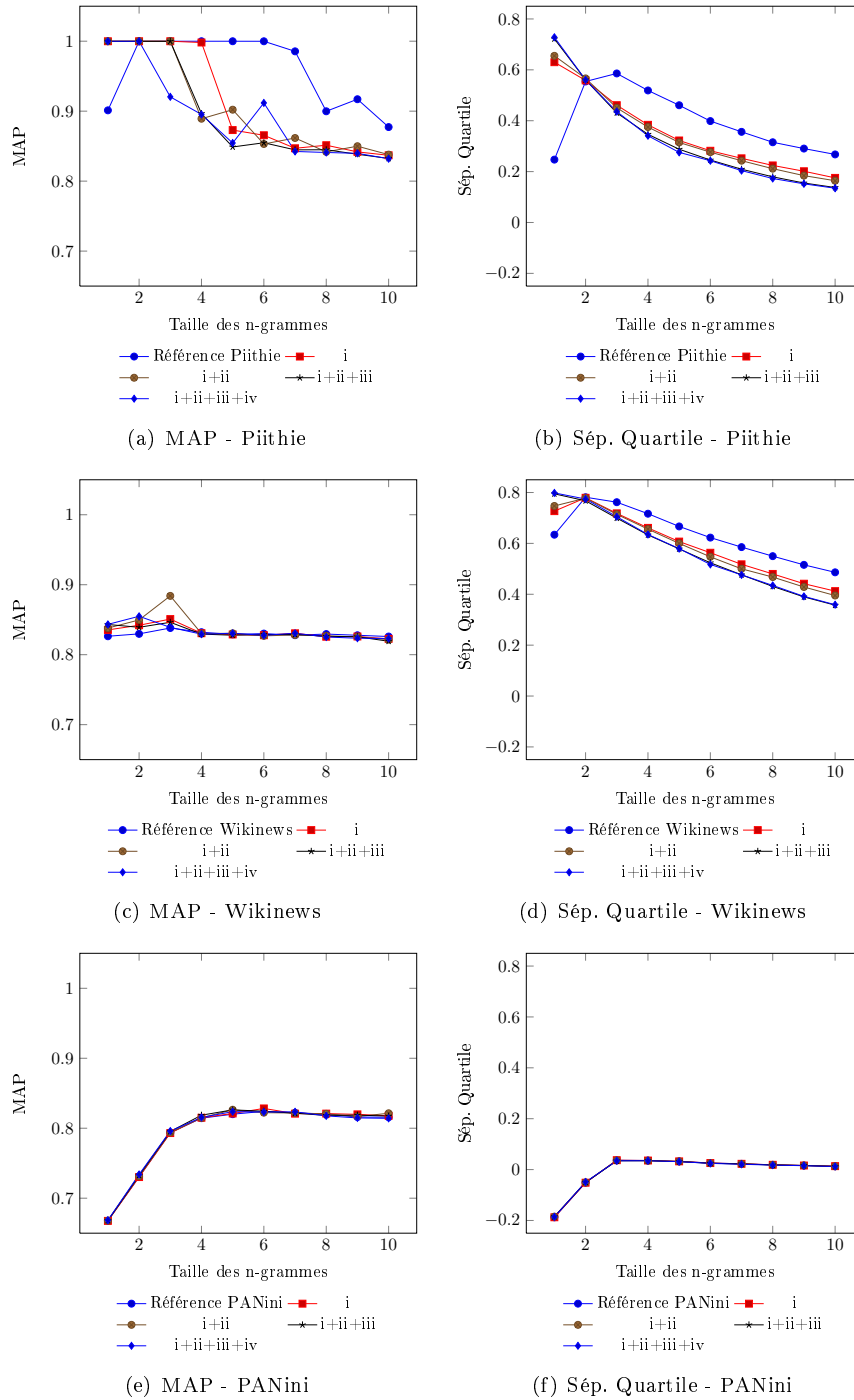 1
0.9
0.8
0.7
MAP
2 4 6 8 10
Taille des n-grammes
Référence Piithie i
i+ii i+ii+iii
i+ii+iii+iv
(a) MAP - Piithie
0.8
0.6
0.4
0.2
0
−0.2
Sép. Quartile
2 4 6 8 10
Taille des n-grammes
Référence Piithie i
i+ii i+ii+iii
i+ii+iii+iv
(b) Sép. Quartile - Piithie
1
0.9
0.8
0.7
MAP
2 4 6 8 10
Taille des n-grammes
Référence Wikinews i
i+ii i+ii+iii
i+ii+iii+iv
(c) MAP - Wikinews
0.8
0.6
0.4
0.2
0
−0.2
Sép. Quartile
2 4 6 8 10
Taille des n-grammes
Référence Wikinews i
i+ii i+ii+iii
i+ii+iii+iv
(d) Sép. Quartile - Wikinews
1
0.9
0.8
0.7
MAP
2 4 6 8 10
Taille des n-grammes
Référence PANini i
i+ii i+ii+iii
i+ii+iii+iv
(e) MAP - PANini
0.8
0.6
0.4
0.2
0
−0.2
Sép. Quartile
2 4 6 8 10
Taille des n-grammes
Référence PANini i
i+ii i+ii+iii
i+ii+iii+iv
(f) Sép. Quartile - PANini